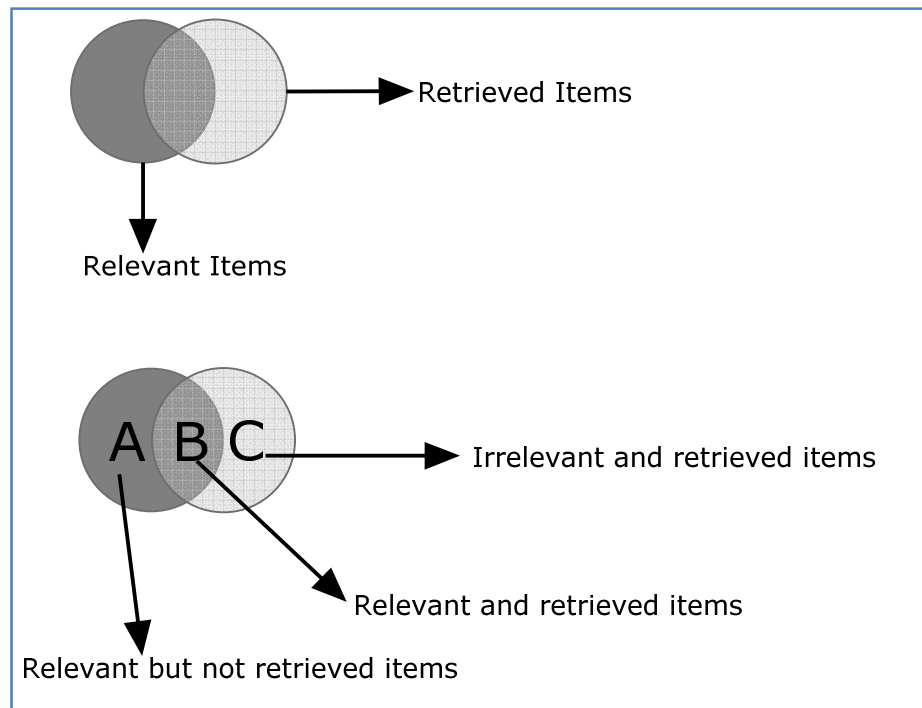 Retrieved Items
Relevant Items
A B C
Irrelevant and retrieved items
Relevant and retrieved items
Relevant but not retrieved items